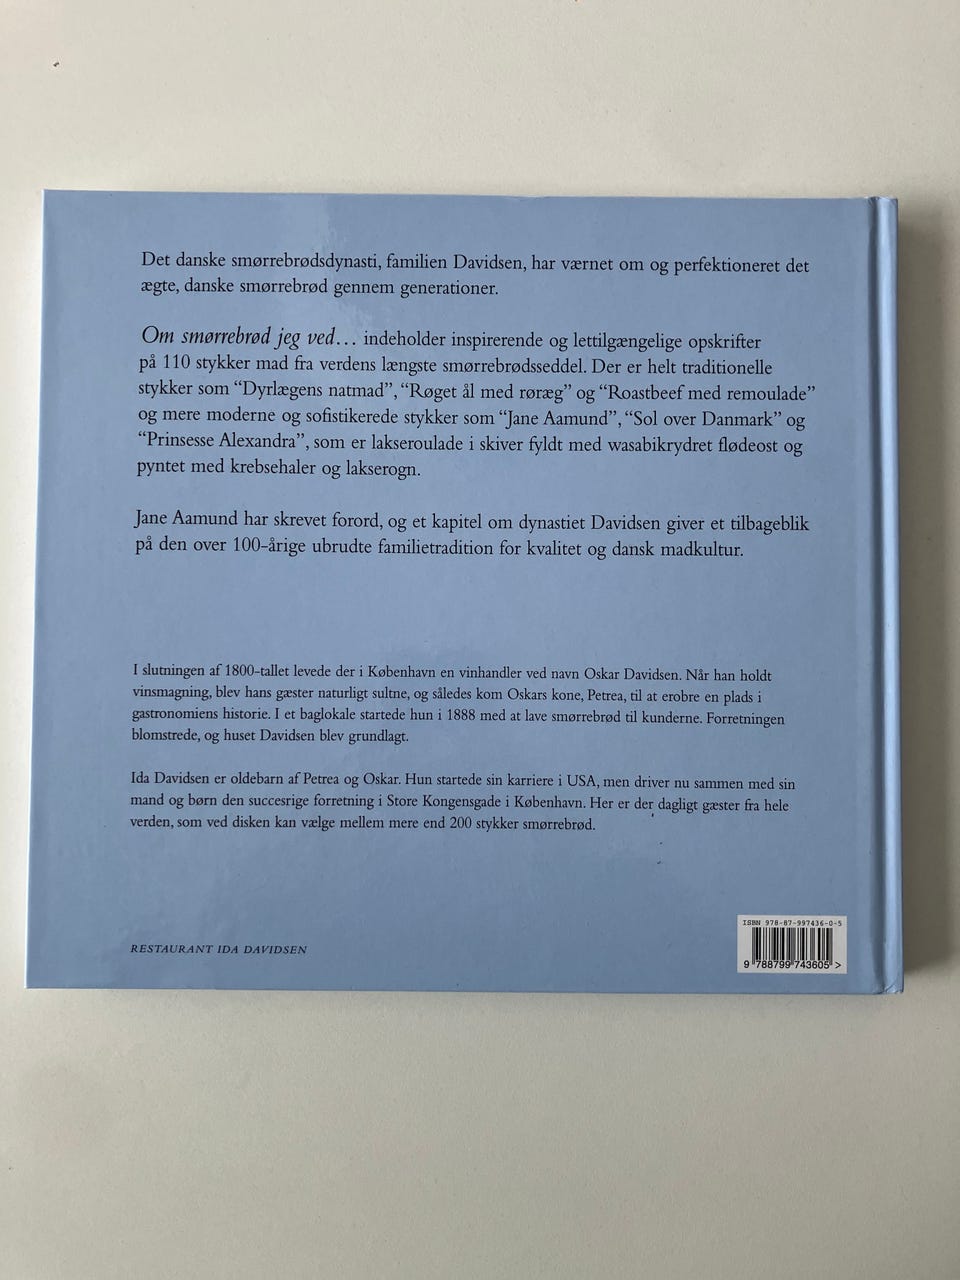 Det danske smørrebrødsdynasti, familien Davidsen, har værnet om og perfektioneret det
ægte, danske smørrebrød gennem generationer.
Om smørrebrød jeg ved... indeholder inspirerende og lettilgængelige opskrifter
på 110 stykker mad fra verdens længste smørrebrødsseddel. Der er helt traditionelle
stykker som “Dyrlægens natmad”, “Røget ål med røræg” og “Roastbeef med remoulade”
og mere moderne og sofistikerede stykker som “Jane Aamund”, “Sol over Danmark” og
“Prinsesse Alexandra”, som er lakseroulade i skiver fyldt med wasabikrydret flødeost og
pyntet med krebsehaler og lakserogn.
Jane Aamund har skrevet forord, og et kapitel om dynastiet Davidsen giver et tilbageblik
på den over 100-årige ubrudte familietradition for kvalitet og dansk madkultur.
I slutningen af 1800-tallet levede der i København en vinhandler ved navn Oskar Davidsen. Når han holdt
vinsmagning, blev hans gæster naturligt sultne, og således kom Oskars kone, Petrea, til at erobre en plads i
gastronomiens historie. I et baglokale startede hun i 1888 med at lave smørrebrød til kunderne. Forretningen
blomstrede, og huset Davidsen blev grundlagt.
Ida Davidsen er oldebarn af Petrea og Oskar. Hun startede sin karriere i USA, men driver nu sammen med sin
mand og børn den succesrige forretning i Store Kongensgade i København. Her er der dagligt gæster fra hele
verden, som ved disken kan vælge mellem mere end 200 stykker smørrebrød.
RESTAURANT IDA DAVIDSEN
ISBN 978-87-997436-0-5
9 788799 743605 >